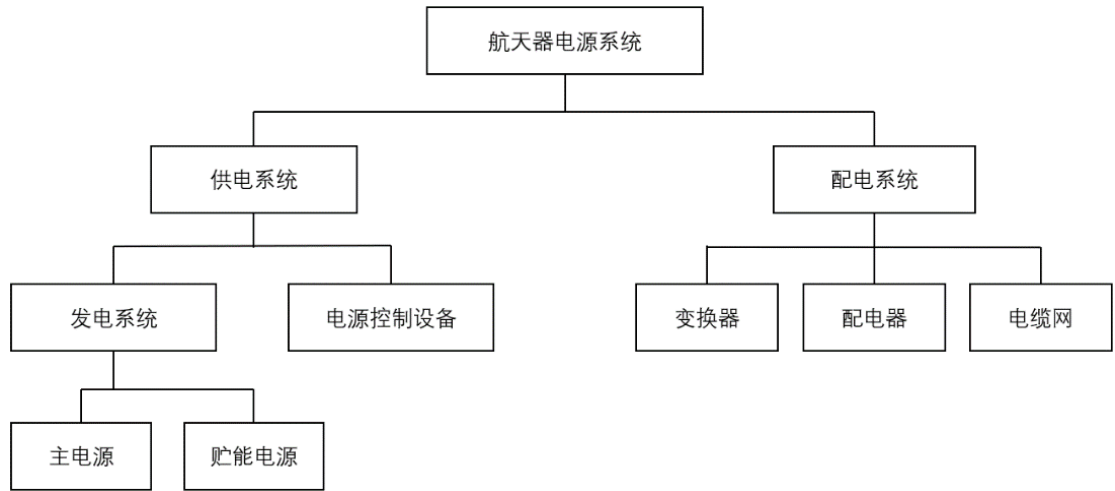 航天器电源系统
供电系统
配电系统
发电系统
电源控制设备
变换器
配电器
电缆网
主电源
贮能电源